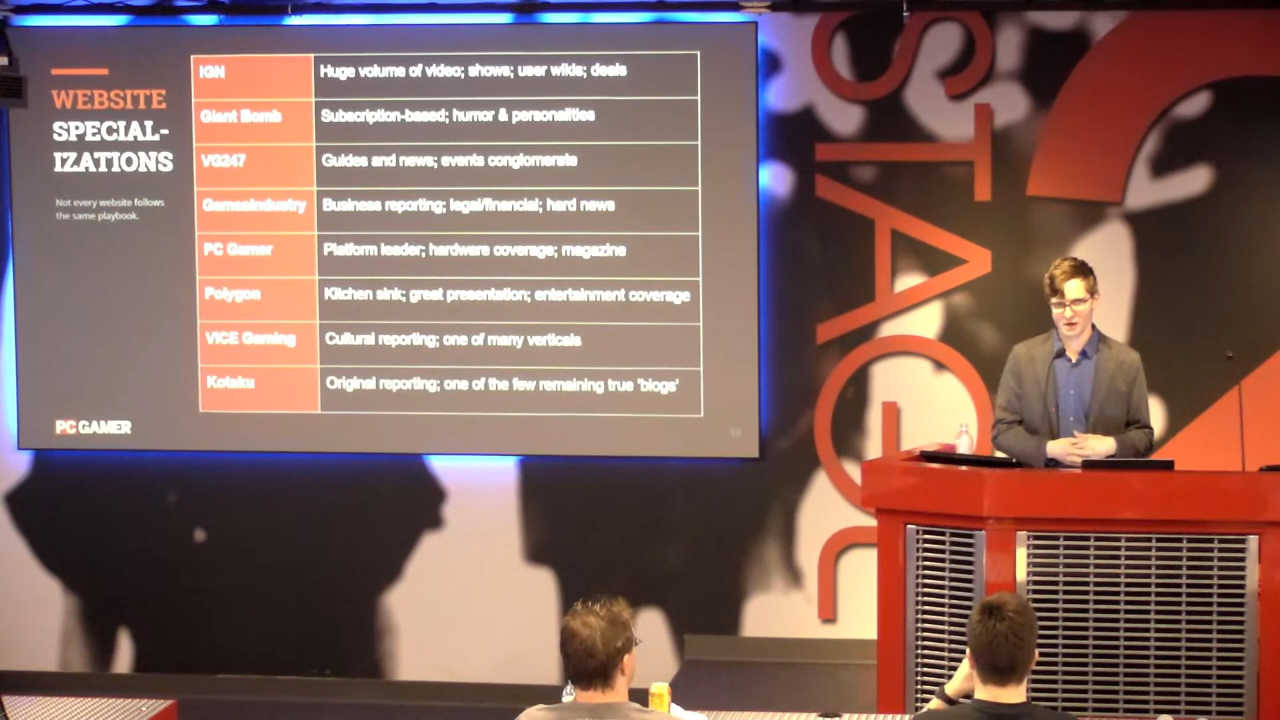 WEBSITE
SPECIAL-
IZATIONS
Not every website follows
the same playbook.
IGN Huge volume of video; shows; user wikis; deals
Giant Bomb Subscription-based; humor & personalities
VG247 Guides and news; events conglomerate
GamesIndustry Business reporting; legal/financial; hard news
PC Gamer Platform leader; hardware coverage; magazine
Polygon Kitchen sink; great presentation; entertainment coverage
VICE Gaming Cultural reporting; one of many verticals
Kotaku Original reporting; one of the few remaining true 'blogs'
PC GAMER